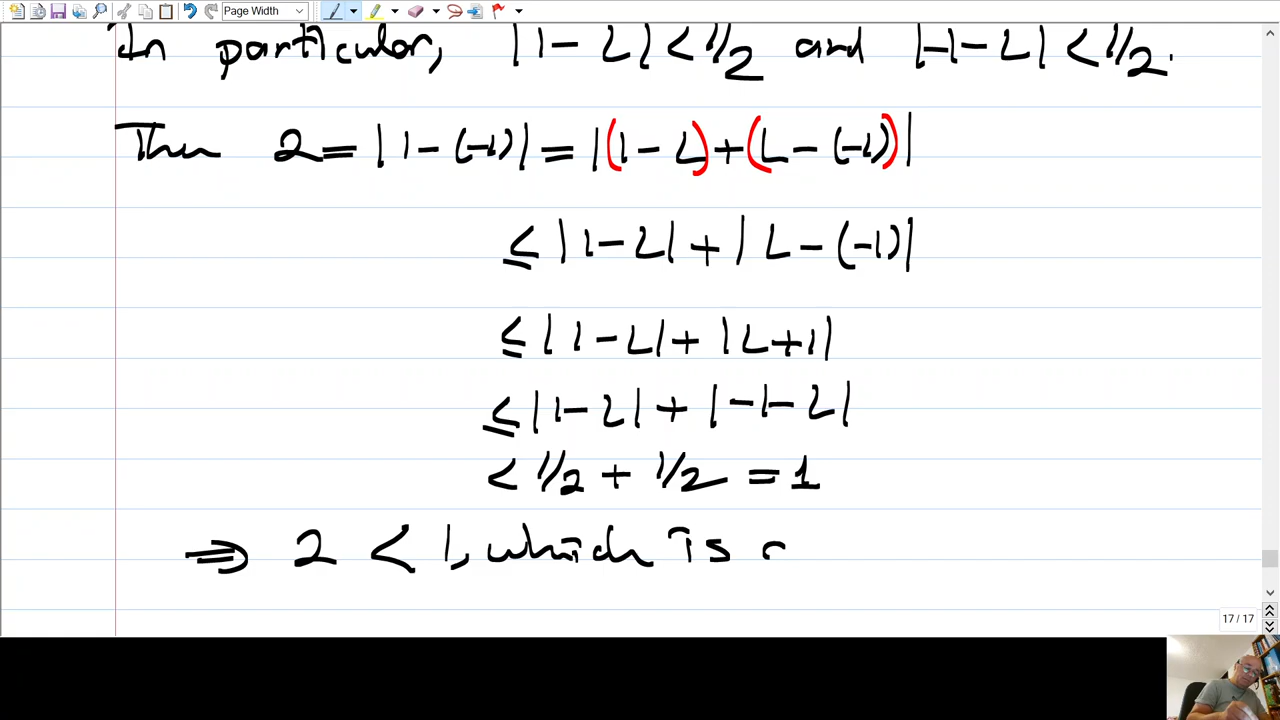 Page Width
In particular, |1 - L| < 1/2 and |-1 - L| < 1/2.
Then 2 = |1 - (-1)| = |(1 - L) + (L - (-1))|
≤ |1 - L| + |L - (-1)|
≤ |1 - L| + |L + 1|
≤ |1 - L| + |-1 - L|
< 1/2 + 1/2 = 1
⇒ 2 < 1, which is
17 / 17